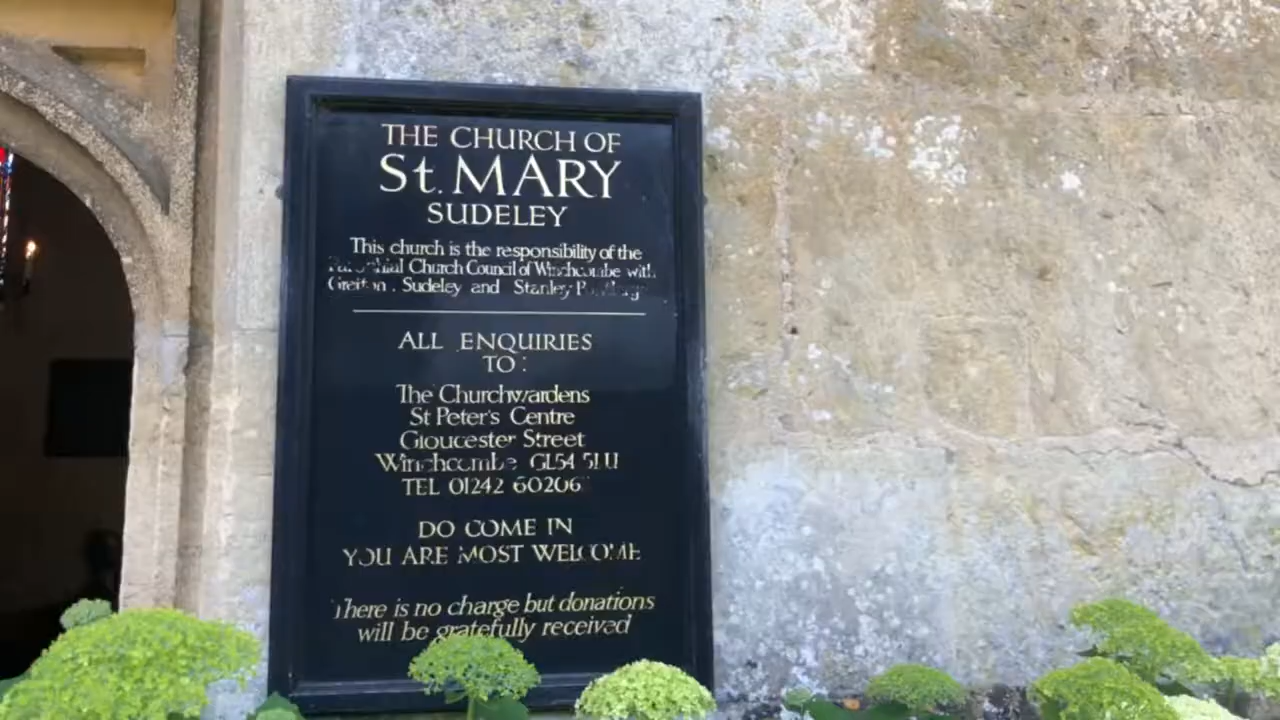 THE CHURCH OF
St. MARY
SUDELEY
This church is the responsibility of the
Parochial Church Council of Winchcombe with
Gretton, Sudeley and Stanley
ALL ENQUIRIES
TO:
The Churchwardens
St Peter's Centre
Gloucester Street
Winchcombe GL54
TEL 01242
DO COME IN
YOU ARE MOST WELCOME
There is no charge but donations
will be gratefully received